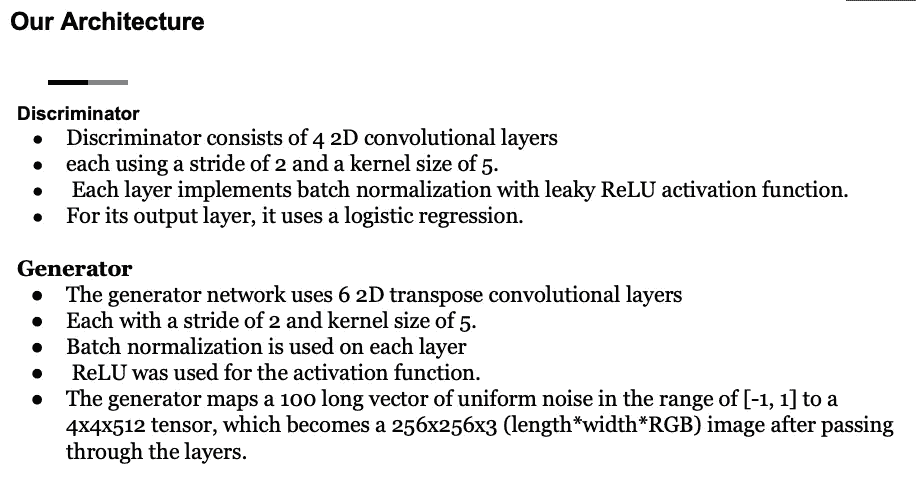 Our Architecture
Discriminator
● Discriminator consists of 4 2D convolutional layers
● each using a stride of 2 and a kernel size of 5.
● Each layer implements batch normalization with leaky ReLU activation function.
● For its output layer, it uses a logistic regression.
Generator
● The generator network uses 6 2D transpose convolutional layers
● Each with a stride of 2 and kernel size of 5.
● Batch normalization is used on each layer
● ReLU was used for the activation function.
● The generator maps a 100 long vector of uniform noise in the range of [-1, 1] to a
4x4x512 tensor, which becomes a 256x256x3 (length*width*RGB) image after passing
through the layers.